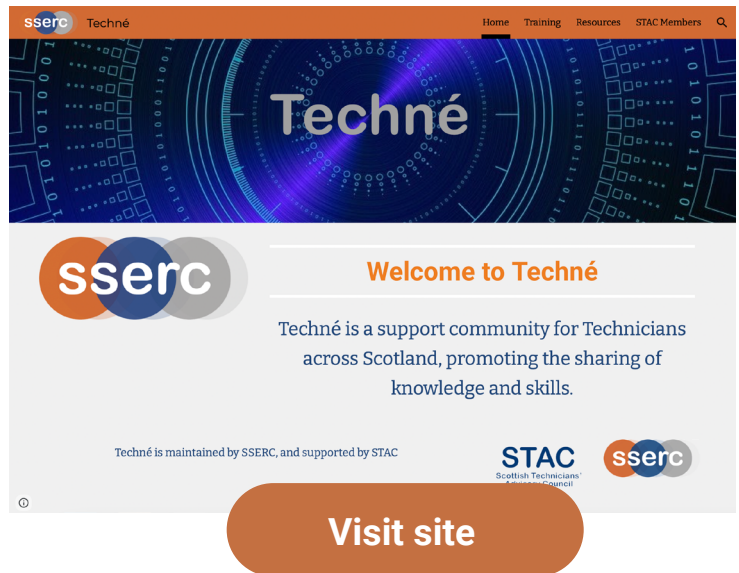 sserc Techné Home Training Resources STAC Members
Techné
sserc
Welcome to Techné
Techné is a support community for Technicians
across Scotland, promoting the sharing of
knowledge and skills.
Techné is maintained by SSERC, and supported by STAC
STAC
Scottish Technicians'
Advisory Council
sserc
Visit site